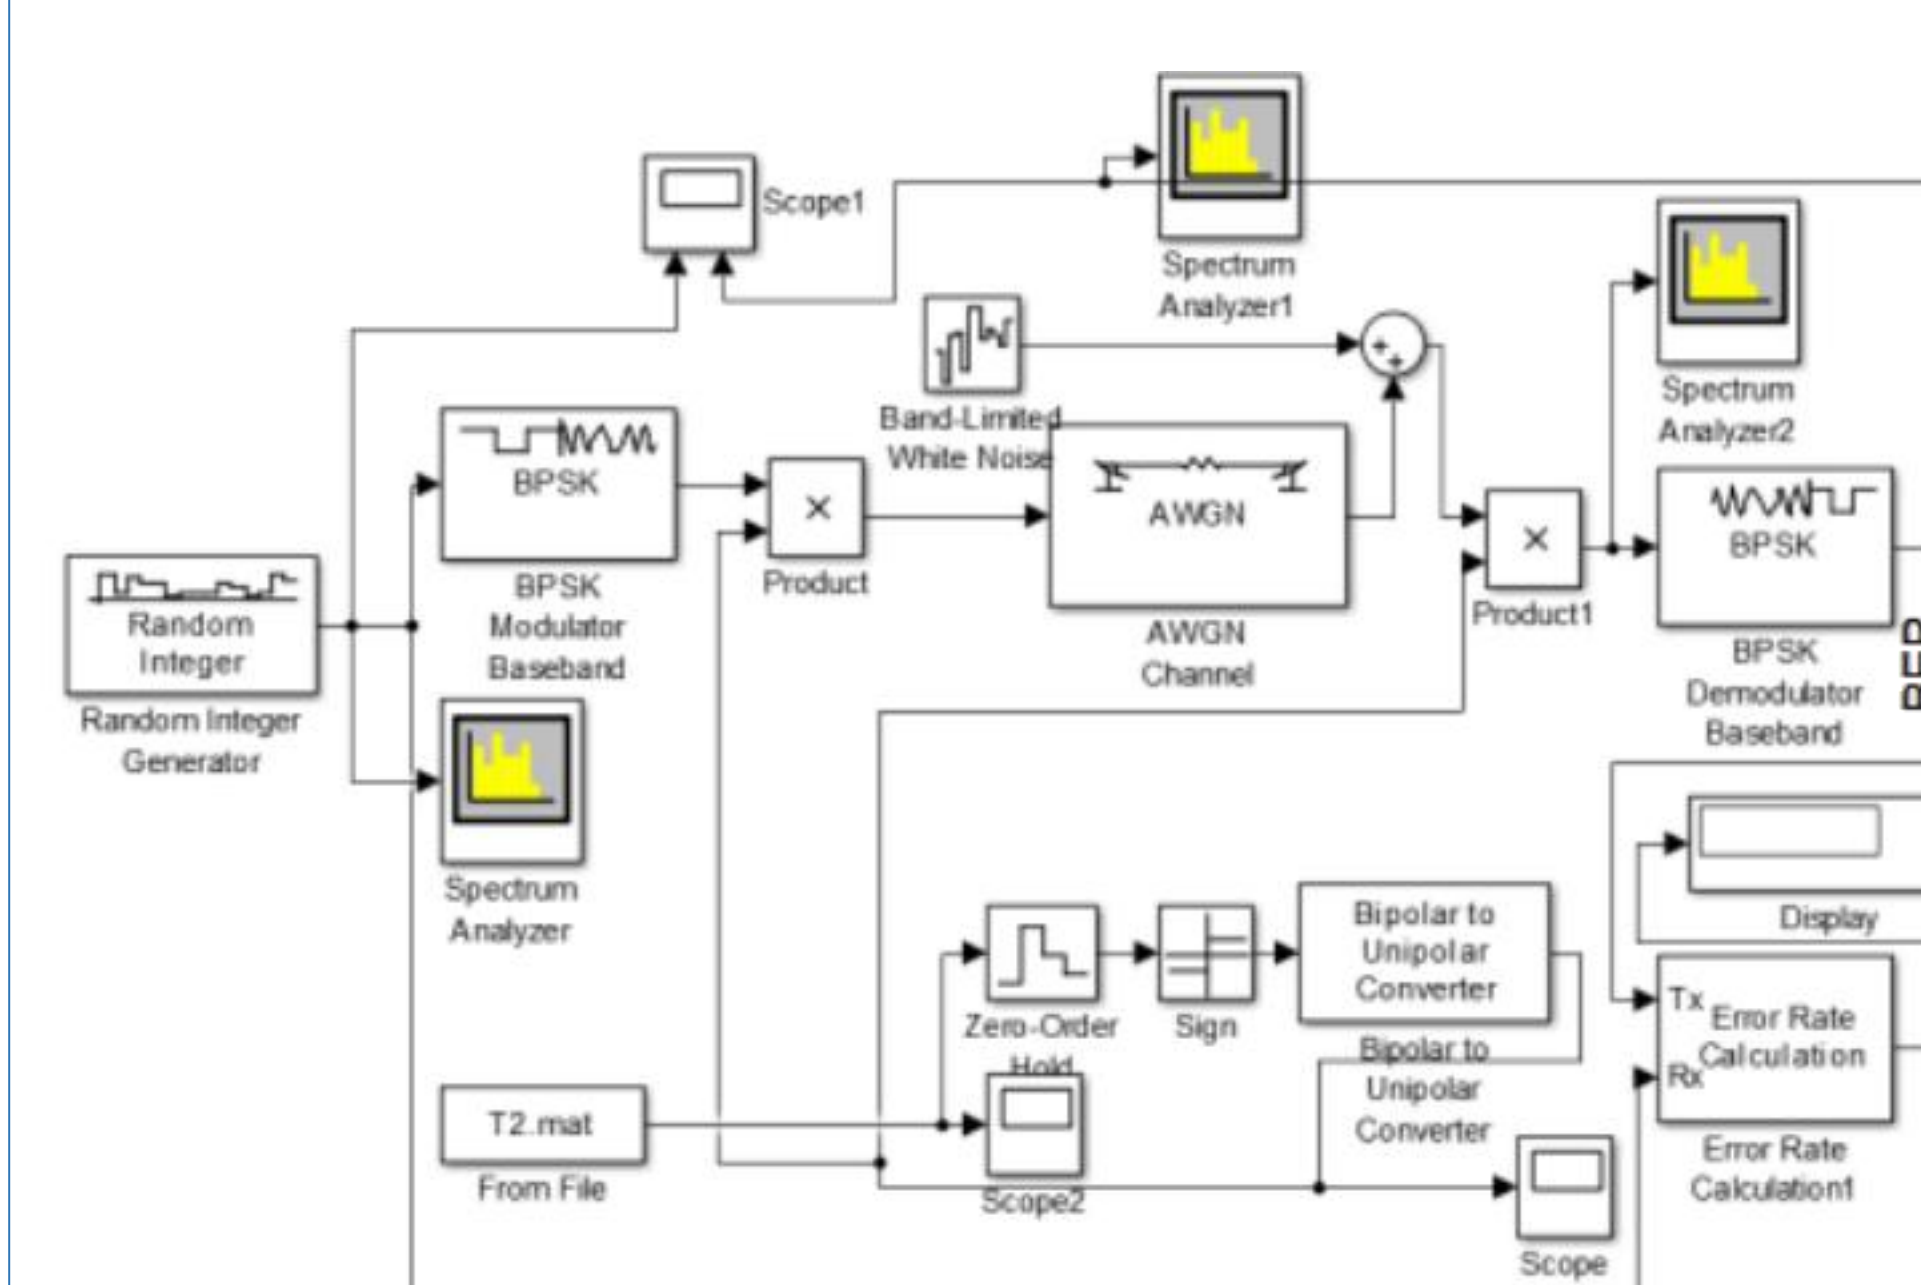 Scope1
Spectrum
Analyzer1
Spectrum
Analyzer2
Band-Limited
White Noise
BPSK
BPSK
Modulator
Baseband
Product
AWGN
AWGN
Channel
Product1
BPSK
BPSK
Demodulator
Baseband
Random
Integer
Random Integer
Generator
Spectrum
Analyzer
Display
Zero-Order
Hold
Sign
Bipolar to
Unipolar
Converter
Bipolar to
Unipolar
Converter
Tx
Rx
Error Rate
Calculation
Error Rate
Calculation1
T2.mat
From File
Scope2
Scope